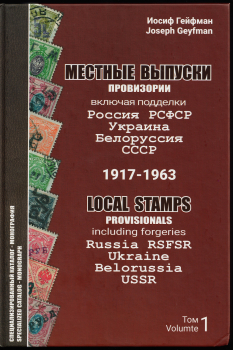 Иосиф Гейфман
Joseph Geyfman
МЕСТНЫЕ ВЫПУСКИ
ПРОВИЗОРИИ
включая подделки
Россия РСФСР
Украина
Белоруссия
СССР
1917-1963
LOCAL STAMPS
PROVISIONALS
including forgeries
Russia RSFSR
Ukraine
Belorussia
USSR
Том
Volumte 1
СПЕЦИАЛИЗИРОВАННЫЙ КАТАЛОГ - МОНОГРАФИЯ
SPECIALIZED CATALOG - MONOGRAPH